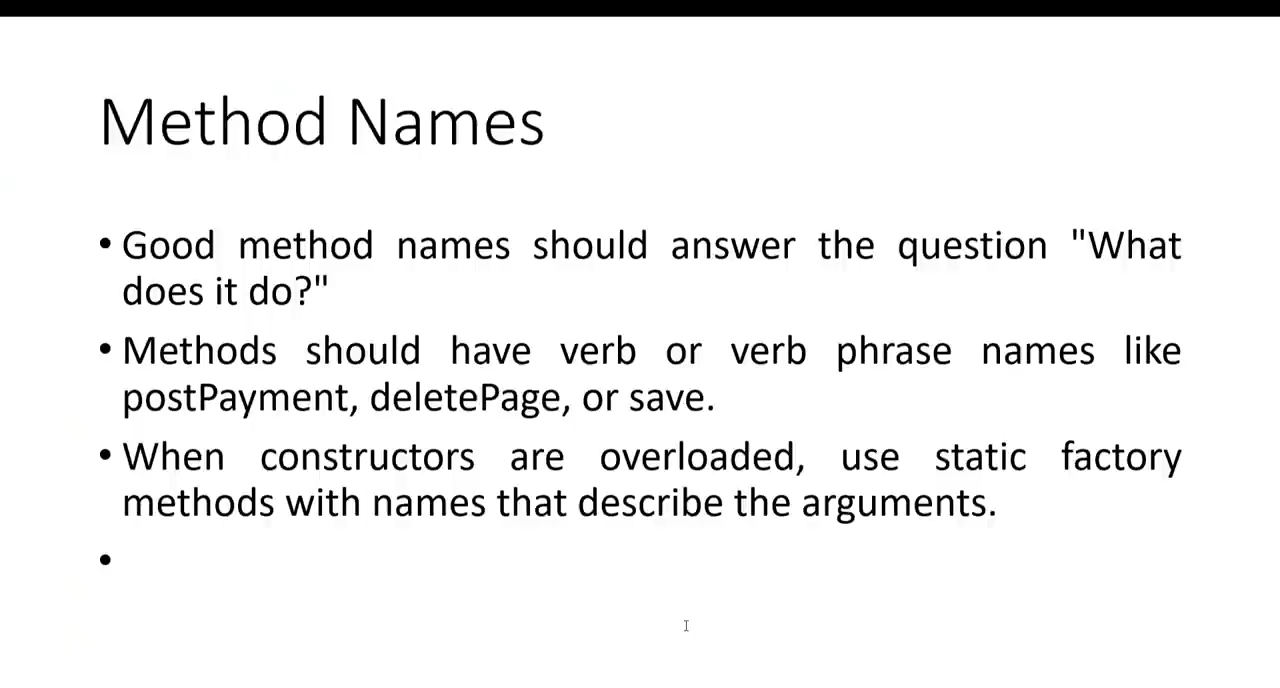 Method Names
• Good method names should answer the question "What
does it do?"
• Methods should have verb or verb phrase names like
postPayment, deletePage, or save.
• When constructors are overloaded, use static factory
methods with names that describe the arguments.
•